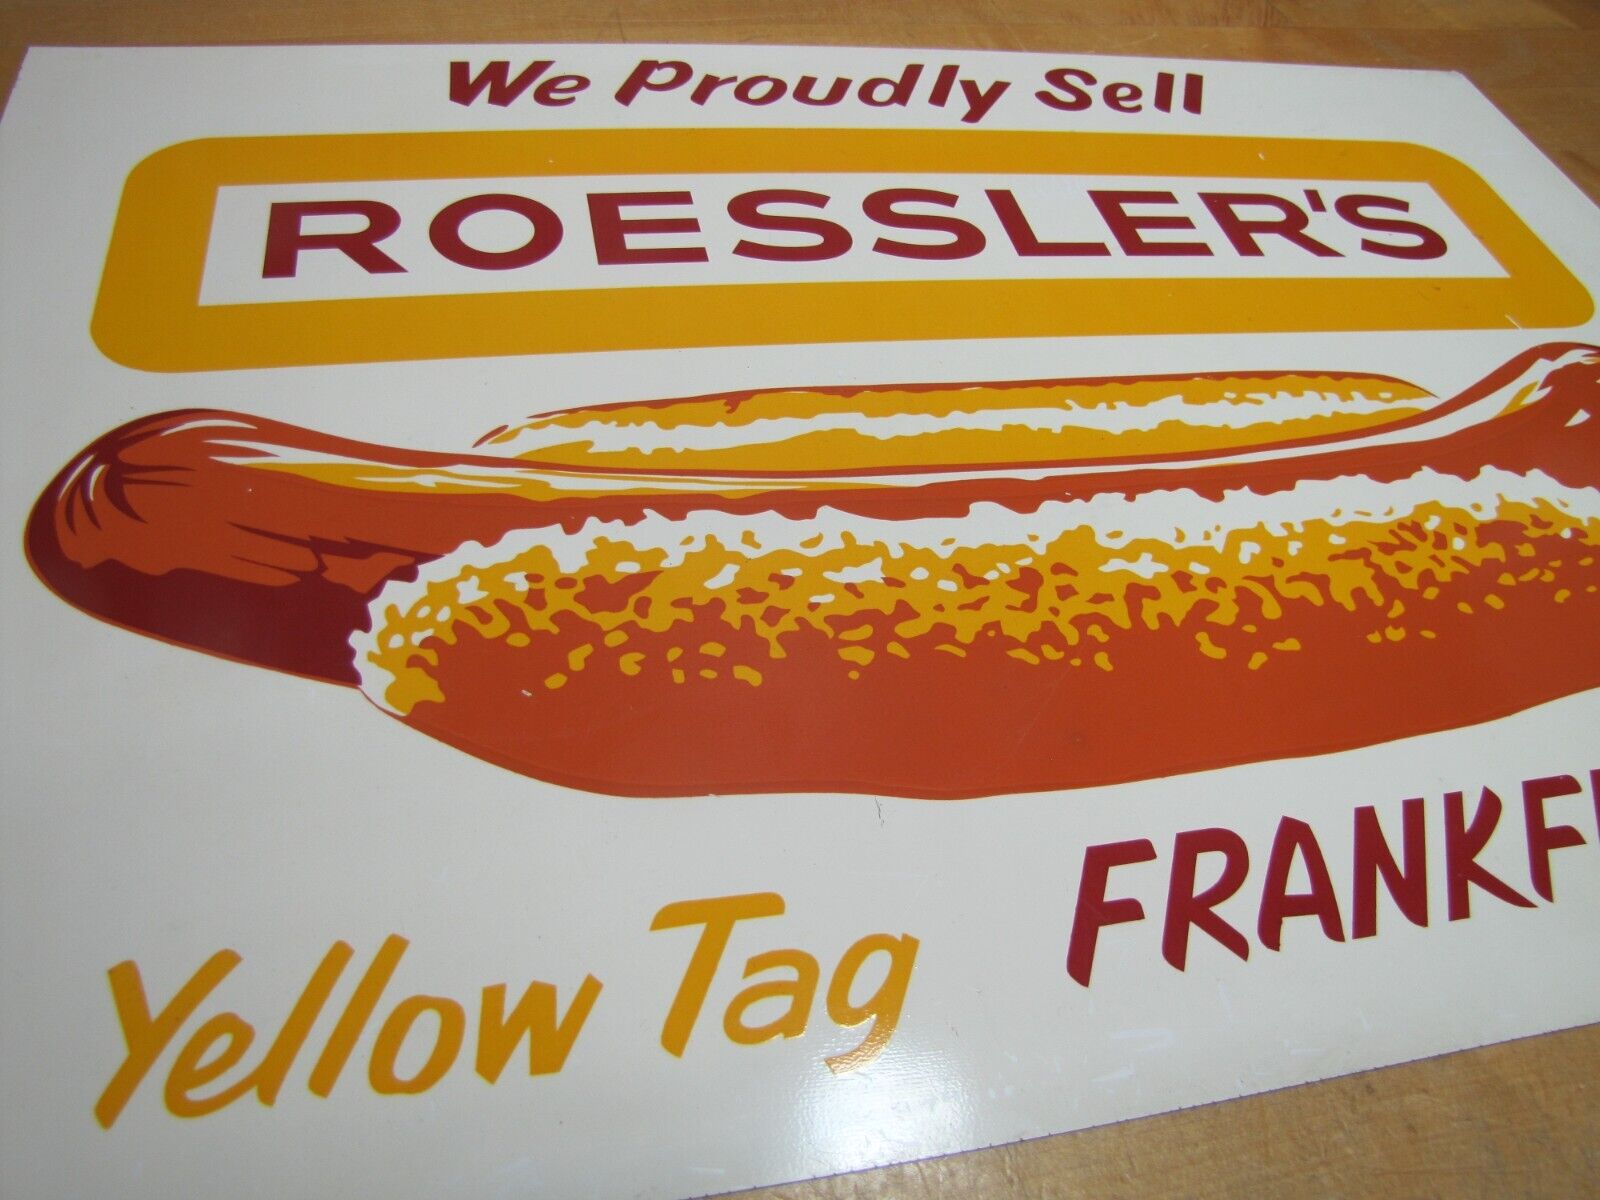 We Proudly Sell
ROESSLER'S
Yellow Tag
FRANKF